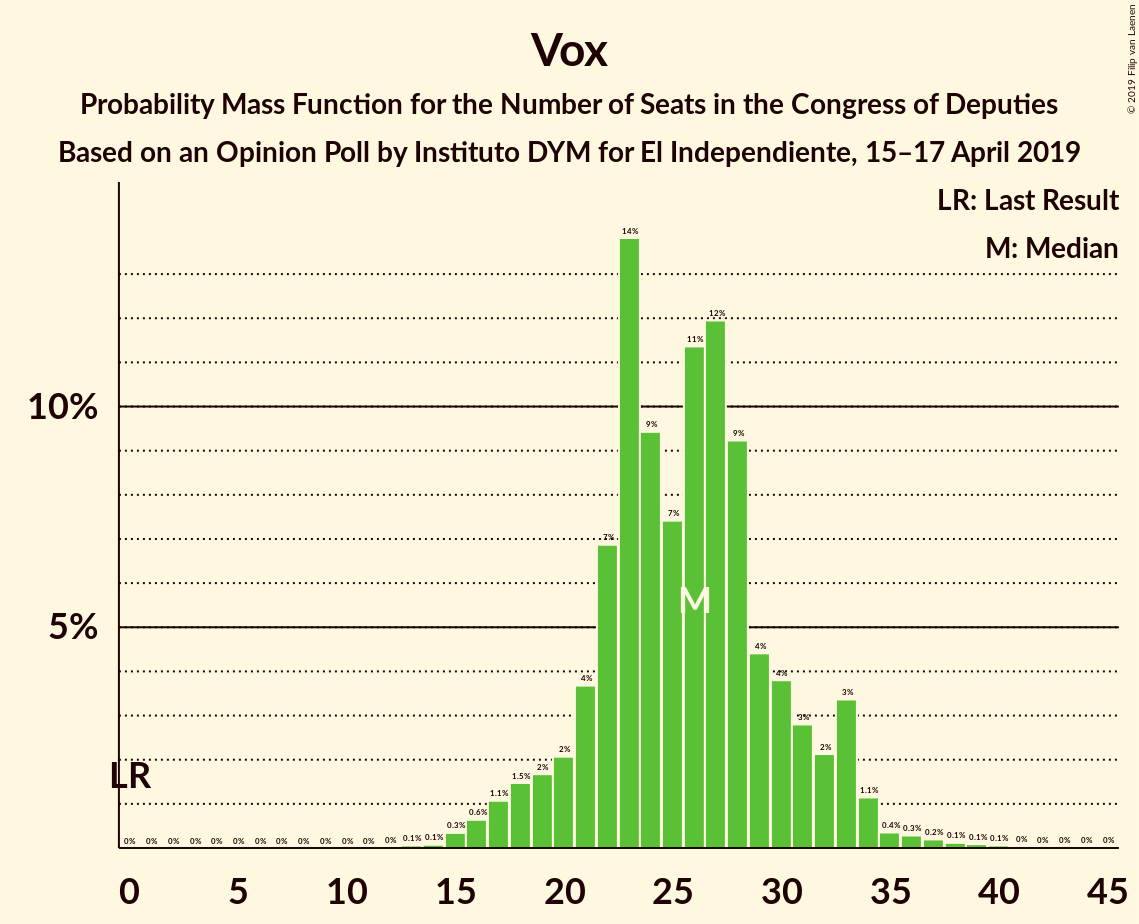 Vox
Probability Mass Function for the Number of Seats in the Congress of Deputies
Based on an Opinion Poll by Instituto DYM for El Independiente, 15–17 April 2019
© 2019 Filip van Laenen
LR: Last Result
M: Median
10%
5%
LR
M
0% 0% 0% 0% 0% 0% 0% 0% 0% 0% 0% 0% 0% 0.1% 0.1% 0.3% 0.6% 1.1% 1.5% 2% 2% 4% 7% 14% 9% 7% 11% 12% 9% 4% 4% 3% 2% 3% 1.1% 0.4% 0.3% 0.2% 0.1% 0.1% 0.1% 0% 0% 0% 0% 0%
0 5 10 15 20 25 30 35 40 45